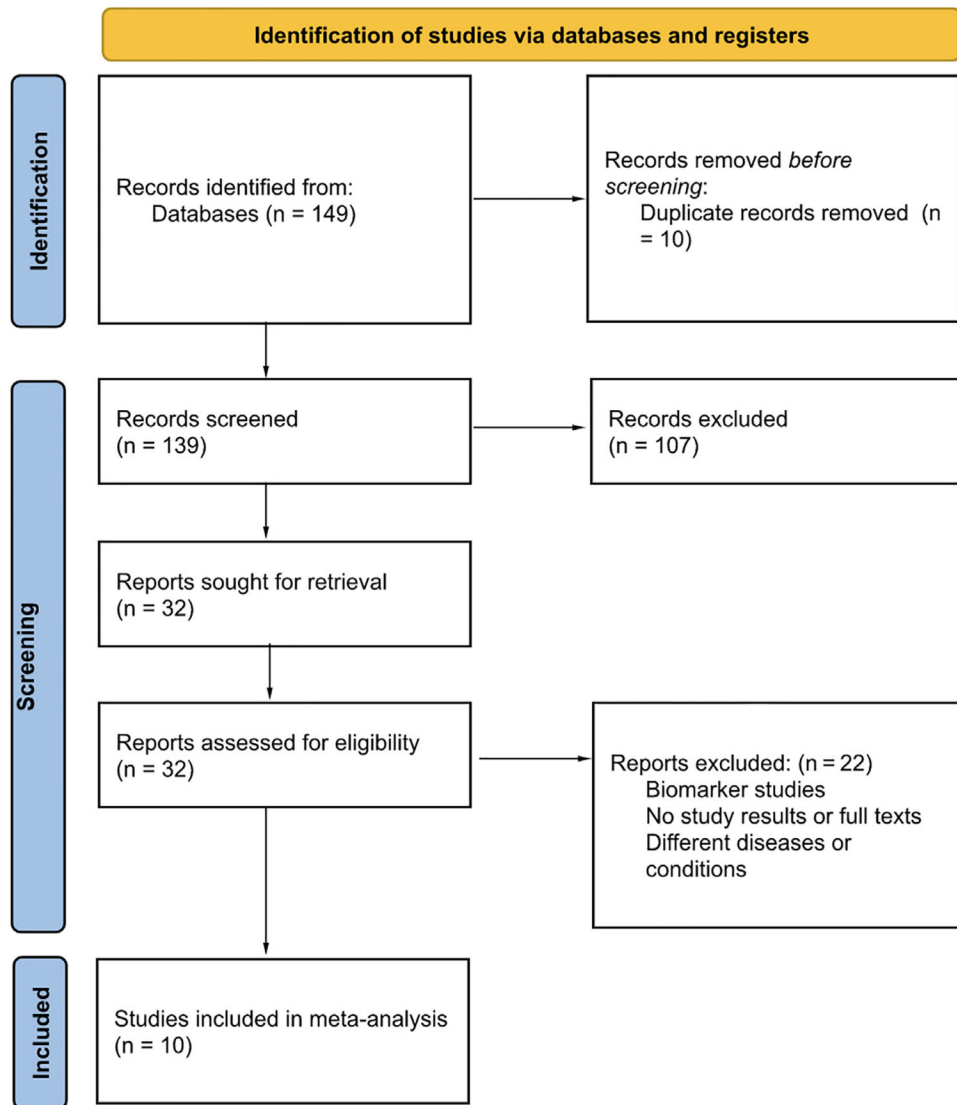 Identification of studies via databases and registers
Identification
Records identified from:
Databases (n = 149)
Records removed before
screening:
Duplicate records removed (n
= 10)
Screening
Records screened
(n = 139)
Records excluded
(n = 107)
Reports sought for retrieval
(n = 32)
Reports assessed for eligibility
(n = 32)
Reports excluded: (n = 22)
Biomarker studies
No study results or full texts
Different diseases or
conditions
Included
Studies included in meta-analysis
(n = 10)